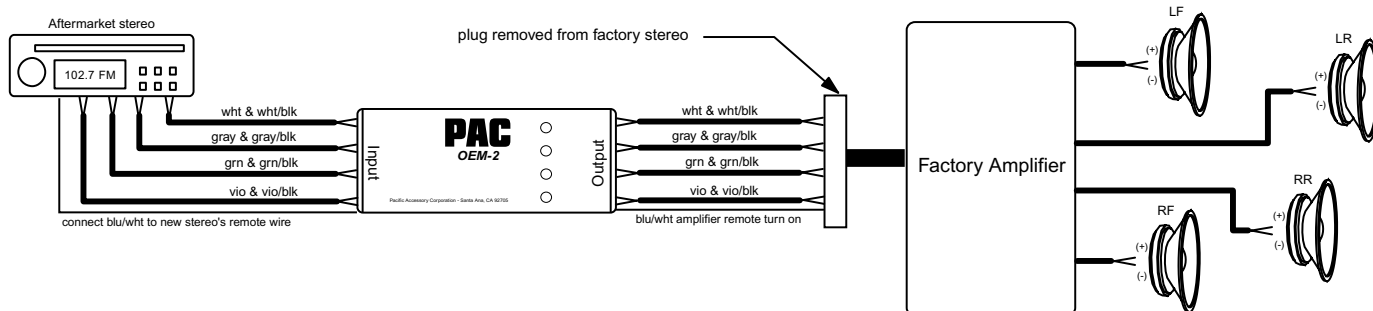 Aftermarket stereo
102.7 FM
wht & wht/blk
gray & gray/blk
grn & grn/blk
vio & vio/blk
connect blu/wht to new stereo's remote wire
Input
PAC
OEM-2
Pacific Accessory Corporation - Santa Ana, CA 92705
Output
wht & wht/blk
gray & gray/blk
grn & grn/blk
vio & vio/blk
blu/wht amplifier remote turn on
plug removed from factory stereo
Factory Amplifier
LF
(+)
(-)
LR
(+)
(-)
RR
(+)
(-)
RF
(+)
(-)